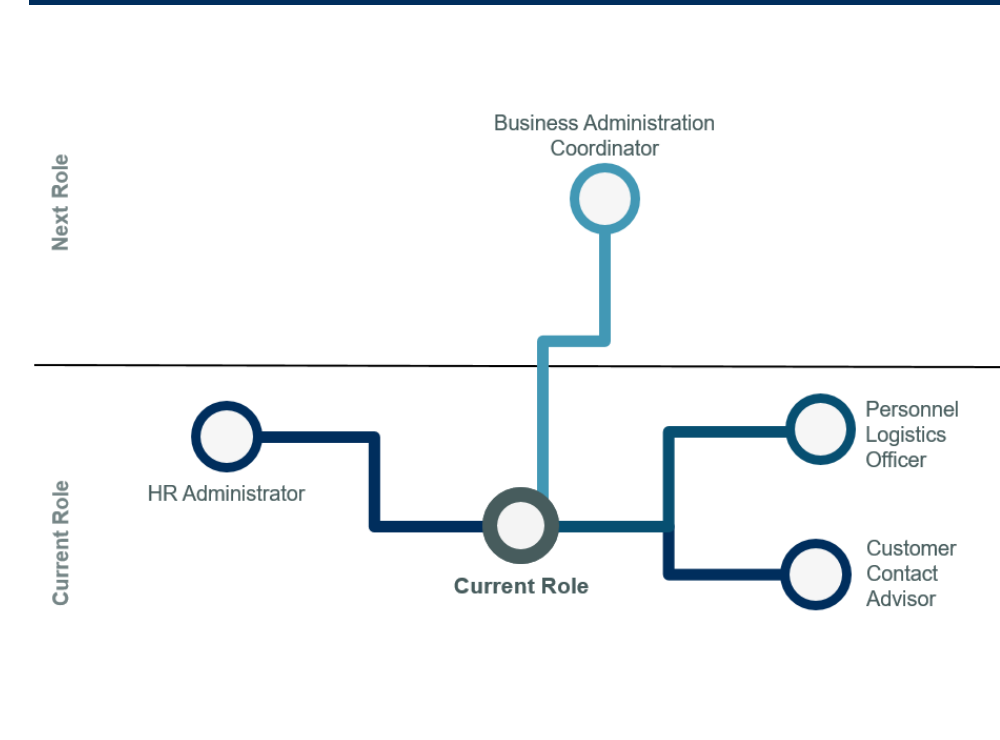 Business Administration
Coordinator
Next Role
Personnel
Logistics
Officer
HR Administrator
Current Role
Current Role
Customer
Contact
Advisor